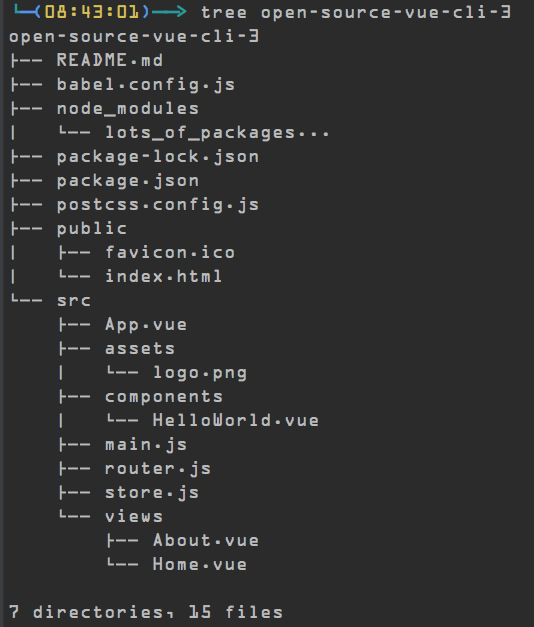 └─(08:43:01)──> tree open-source-vue-cli-3
open-source-vue-cli-3
├── README.md
├── babel.config.js
├── node_modules
│   └── lots_of_packages...
├── package-lock.json
├── package.json
├── postcss.config.js
├── public
│   ├── favicon.ico
│   └── index.html
└── src
    ├── App.vue
    ├── assets
    │   └── logo.png
    ├── components
    │   └── HelloWorld.vue
    ├── main.js
    ├── router.js
    ├── store.js
    └── views
        ├── About.vue
        └── Home.vue

7 directories, 15 files